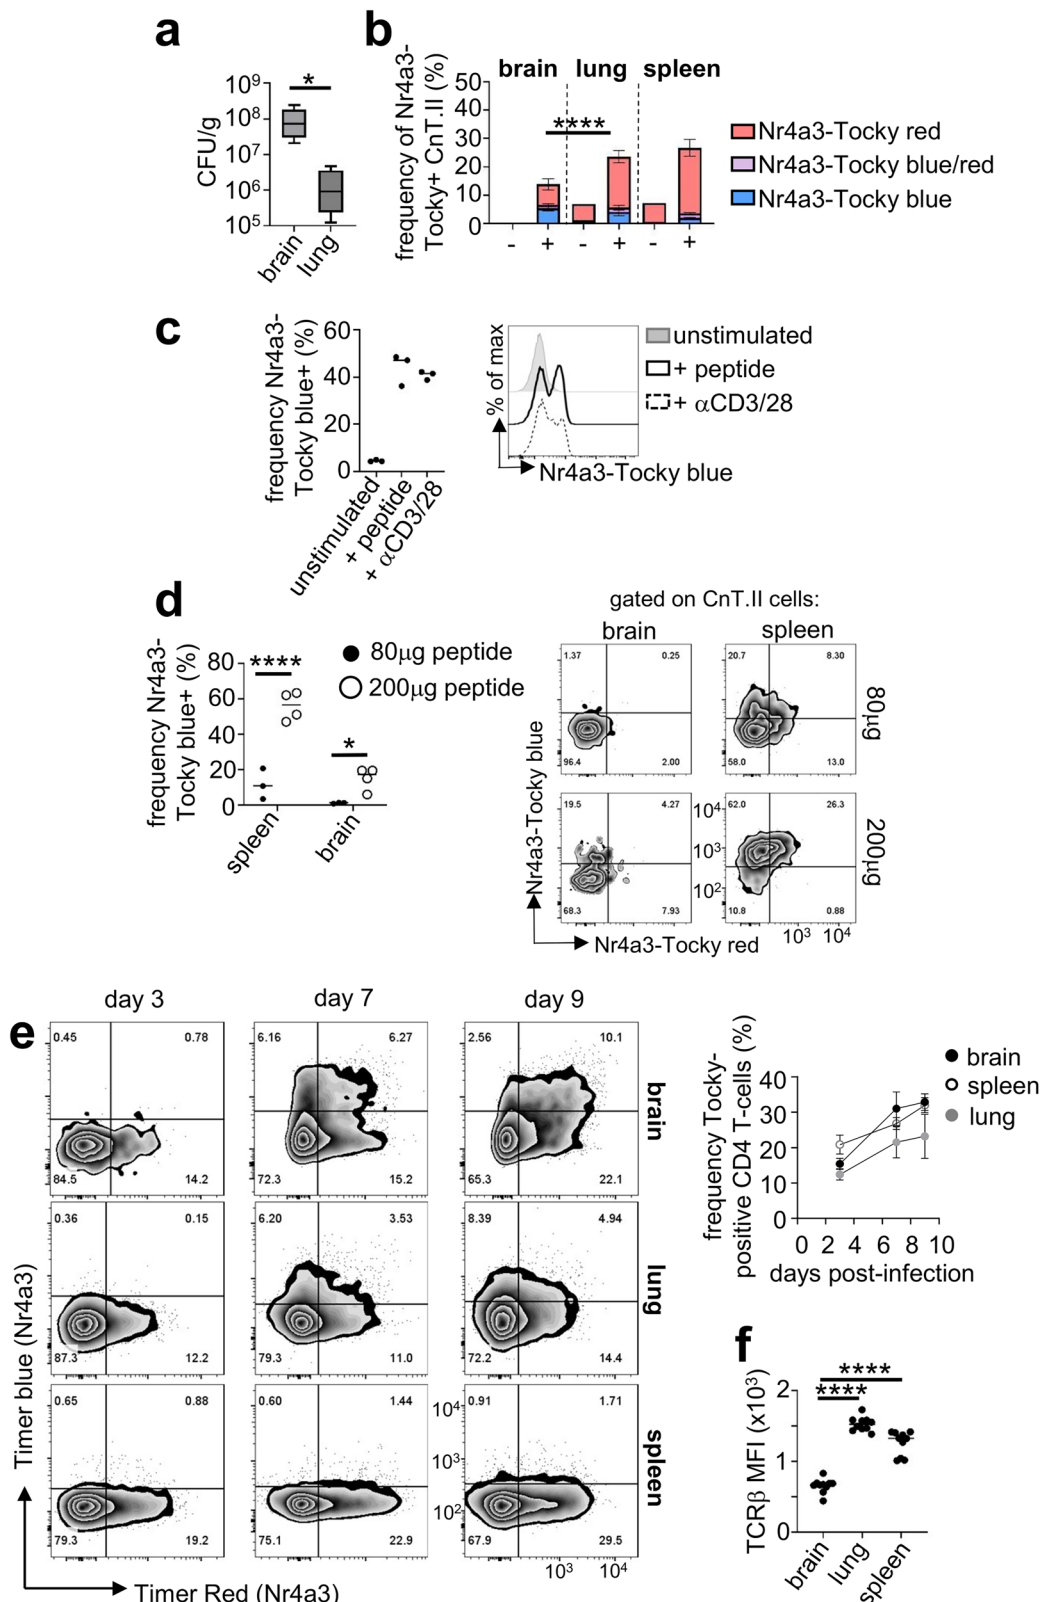 a
CFU/g
10⁹
10⁸
10⁷
10⁶
10⁵
*
brain
lung
b
frequency of Nr4a3-
Tocky+ CnT.II (%)
brain lung spleen
50
40
30
20
10
0
****
- + - + - +
Nr4a3-Tocky red
Nr4a3-Tocky blue/red
Nr4a3-Tocky blue
c
frequency Nr4a3-
Tocky blue+ (%)
60
40
20
0
unstimulated
+ peptide
+ αCD3/28
% of max
Nr4a3-Tocky blue
unstimulated
+ peptide
+ αCD3/28
d
frequency Nr4a3-
Tocky blue+ (%)
80
60
40
20
0
****
*
spleen
brain
80µg peptide
200µg peptide
gated on CnT.II cells:
brain spleen
1.37 0.25
96.4 2.00
20.7 8.30
58.0 13.0
80µg
19.5 4.27
68.3 7.93
62.0 26.3
10.8 0.88
200µg
10⁴
10³
10²
10³ 10⁴
Nr4a3-Tocky blue
Nr4a3-Tocky red
e
day 3 day 7 day 9
0.45 0.78
84.5 14.2
6.16 6.27
72.3 15.2
2.56 10.1
65.3 22.1
brain
0.36 0.15
87.3 12.2
6.20 3.53
79.3 11.0
8.39 4.94
72.2 14.4
lung
0.65 0.88
79.3 19.2
0.60 1.44
75.1 22.9
0.91 1.71
67.9 29.5
spleen
10⁴
10³
10²
10³ 10⁴
Timer blue (Nr4a3)
Timer Red (Nr4a3)
frequency Tocky-
positive CD4 T-cells (%)
40
30
20
10
0
0 2 4 6 8 10
days post-infection
brain
spleen
lung
f
TCRβ MFI (x10³)
2
1
0
****
****
brain
lung
spleen